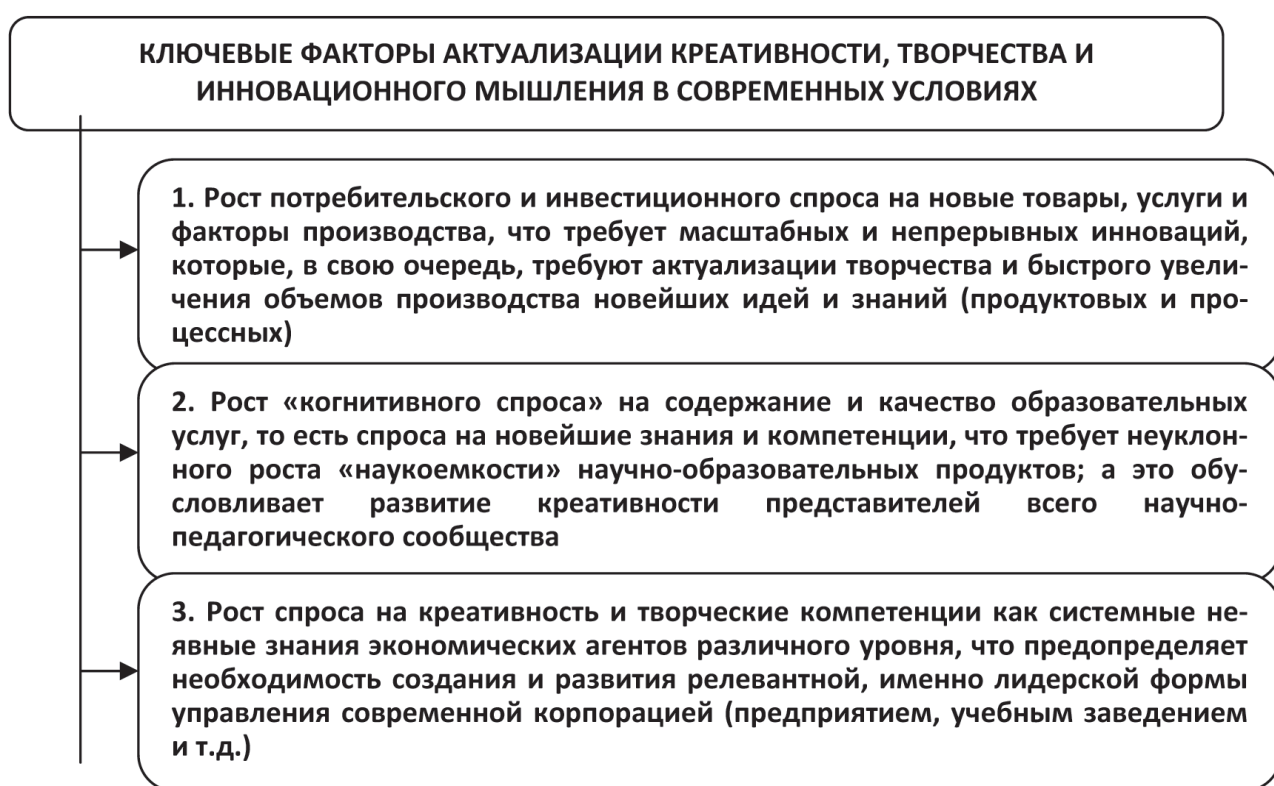 КЛЮЧЕВЫЕ ФАКТОРЫ АКТУАЛИЗАЦИИ КРЕАТИВНОСТИ, ТВОРЧЕСТВА И
ИННОВАЦИОННОГО МЫШЛЕНИЯ В СОВРЕМЕННЫХ УСЛОВИЯХ
1. Рост потребительского и инвестиционного спроса на новые товары, услуги и
факторы производства, что требует масштабных и непрерывных инноваций,
которые, в свою очередь, требуют актуализации творчества и быстрого увели-
чения объемов производства новейших идей и знаний (продуктовых и про-
цессных)
2. Рост «когнитивного спроса» на содержание и качество образовательных
услуг, то есть спроса на новейшие знания и компетенции, что требует неуклон-
ного роста «наукоемкости» научно-образовательных продуктов; а это обу-
словливает развитие креативности представителей всего научно-
педагогического сообщества
3. Рост спроса на креативность и творческие компетенции как системные не-
явные знания экономических агентов различного уровня, что предопределяет
необходимость создания и развития релевантной, именно лидерской формы
управления современной корпорацией (предприятием, учебным заведением
и т.д.)